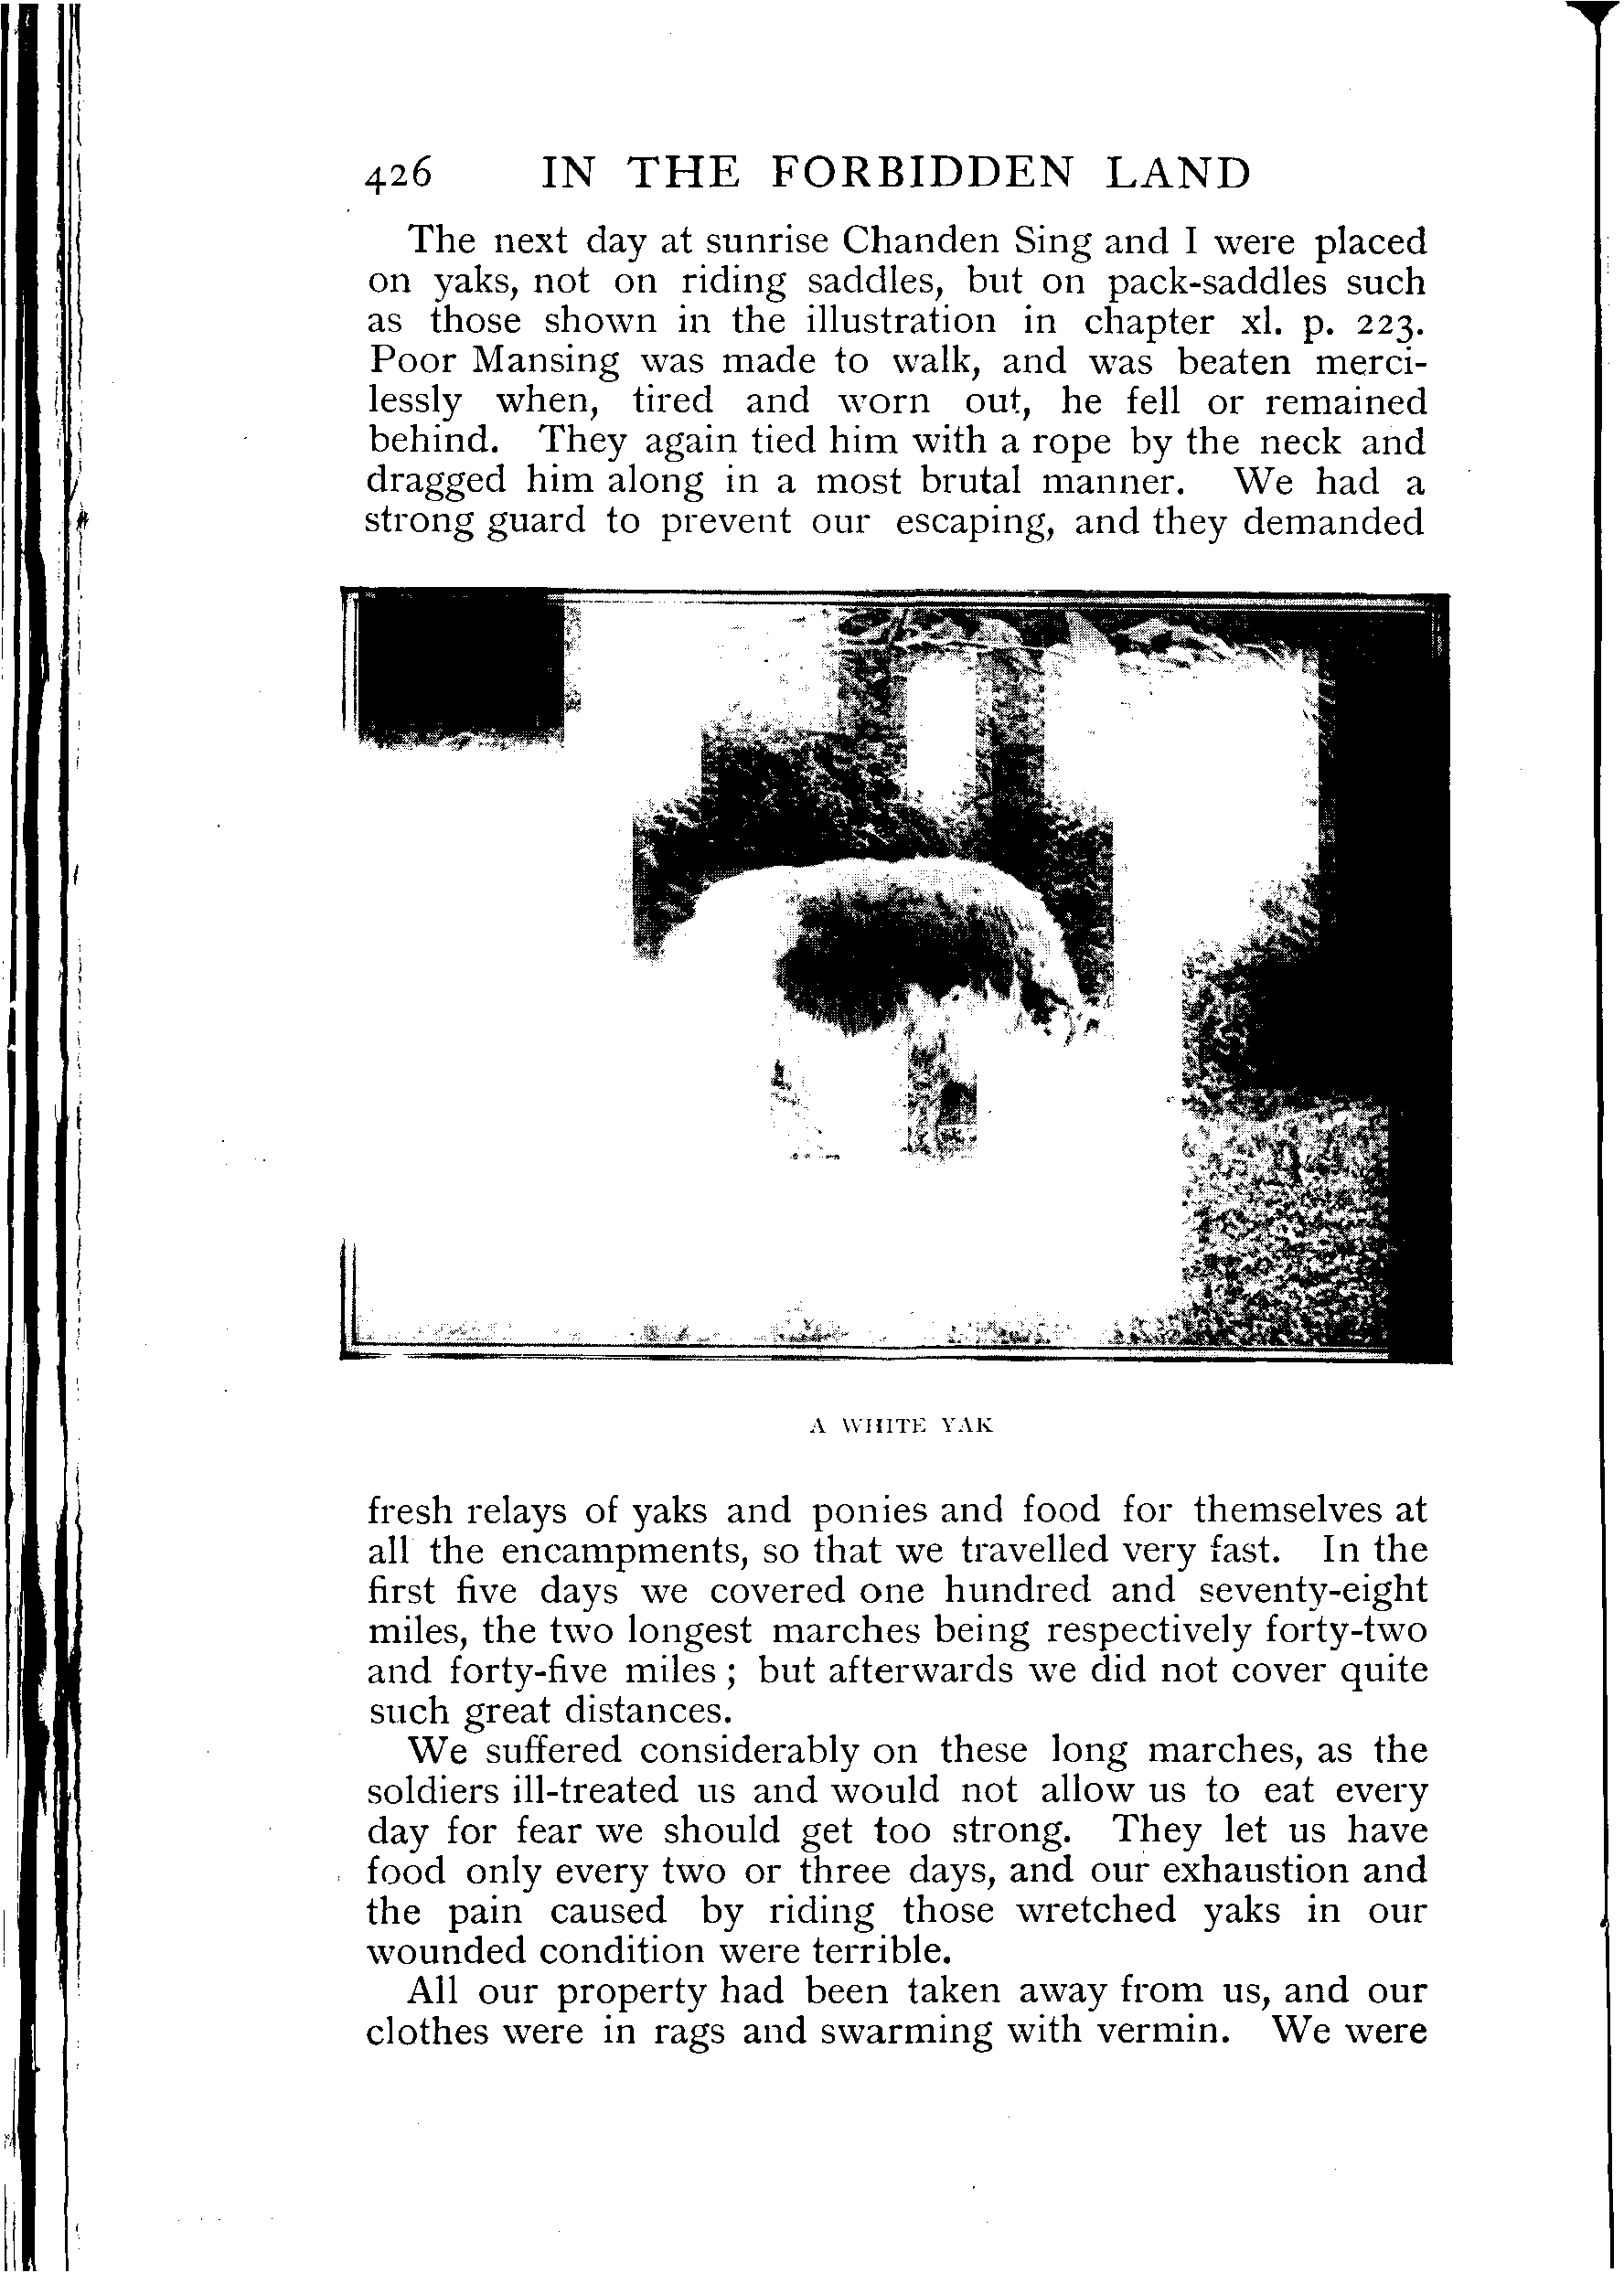 426 IN THE FORBIDDEN LAND
The next day at sunrise Chanden Sing and I were placed
on yaks, not on riding saddles, but on pack-saddles such
as those shown in the illustration in chapter xl. p. 223.
Poor Mansing was made to walk, and was beaten merci-
lessly when, tired and worn out, he fell or remained
behind. They again tied him with a rope by the neck and
dragged him along in a most brutal manner. We had a
strong guard to prevent our escaping, and they demanded
A WHITE YAK
fresh relays of yaks and ponies and food for themselves at
all the encampments, so that we travelled very fast. In the
first five days we covered one hundred and seventy-eight
miles, the two longest marches being respectively forty-two
and forty-five miles ; but afterwards we did not cover quite
such great distances.
We suffered considerably on these long marches, as the
soldiers ill-treated us and would not allow us to eat every
day for fear we should get too strong. They let us have
food only every two or three days, and our exhaustion and
the pain caused by riding those wretched yaks in our
wounded condition were terrible.
All our property had been taken away from us, and our
clothes were in rags and swarming with vermin. We were